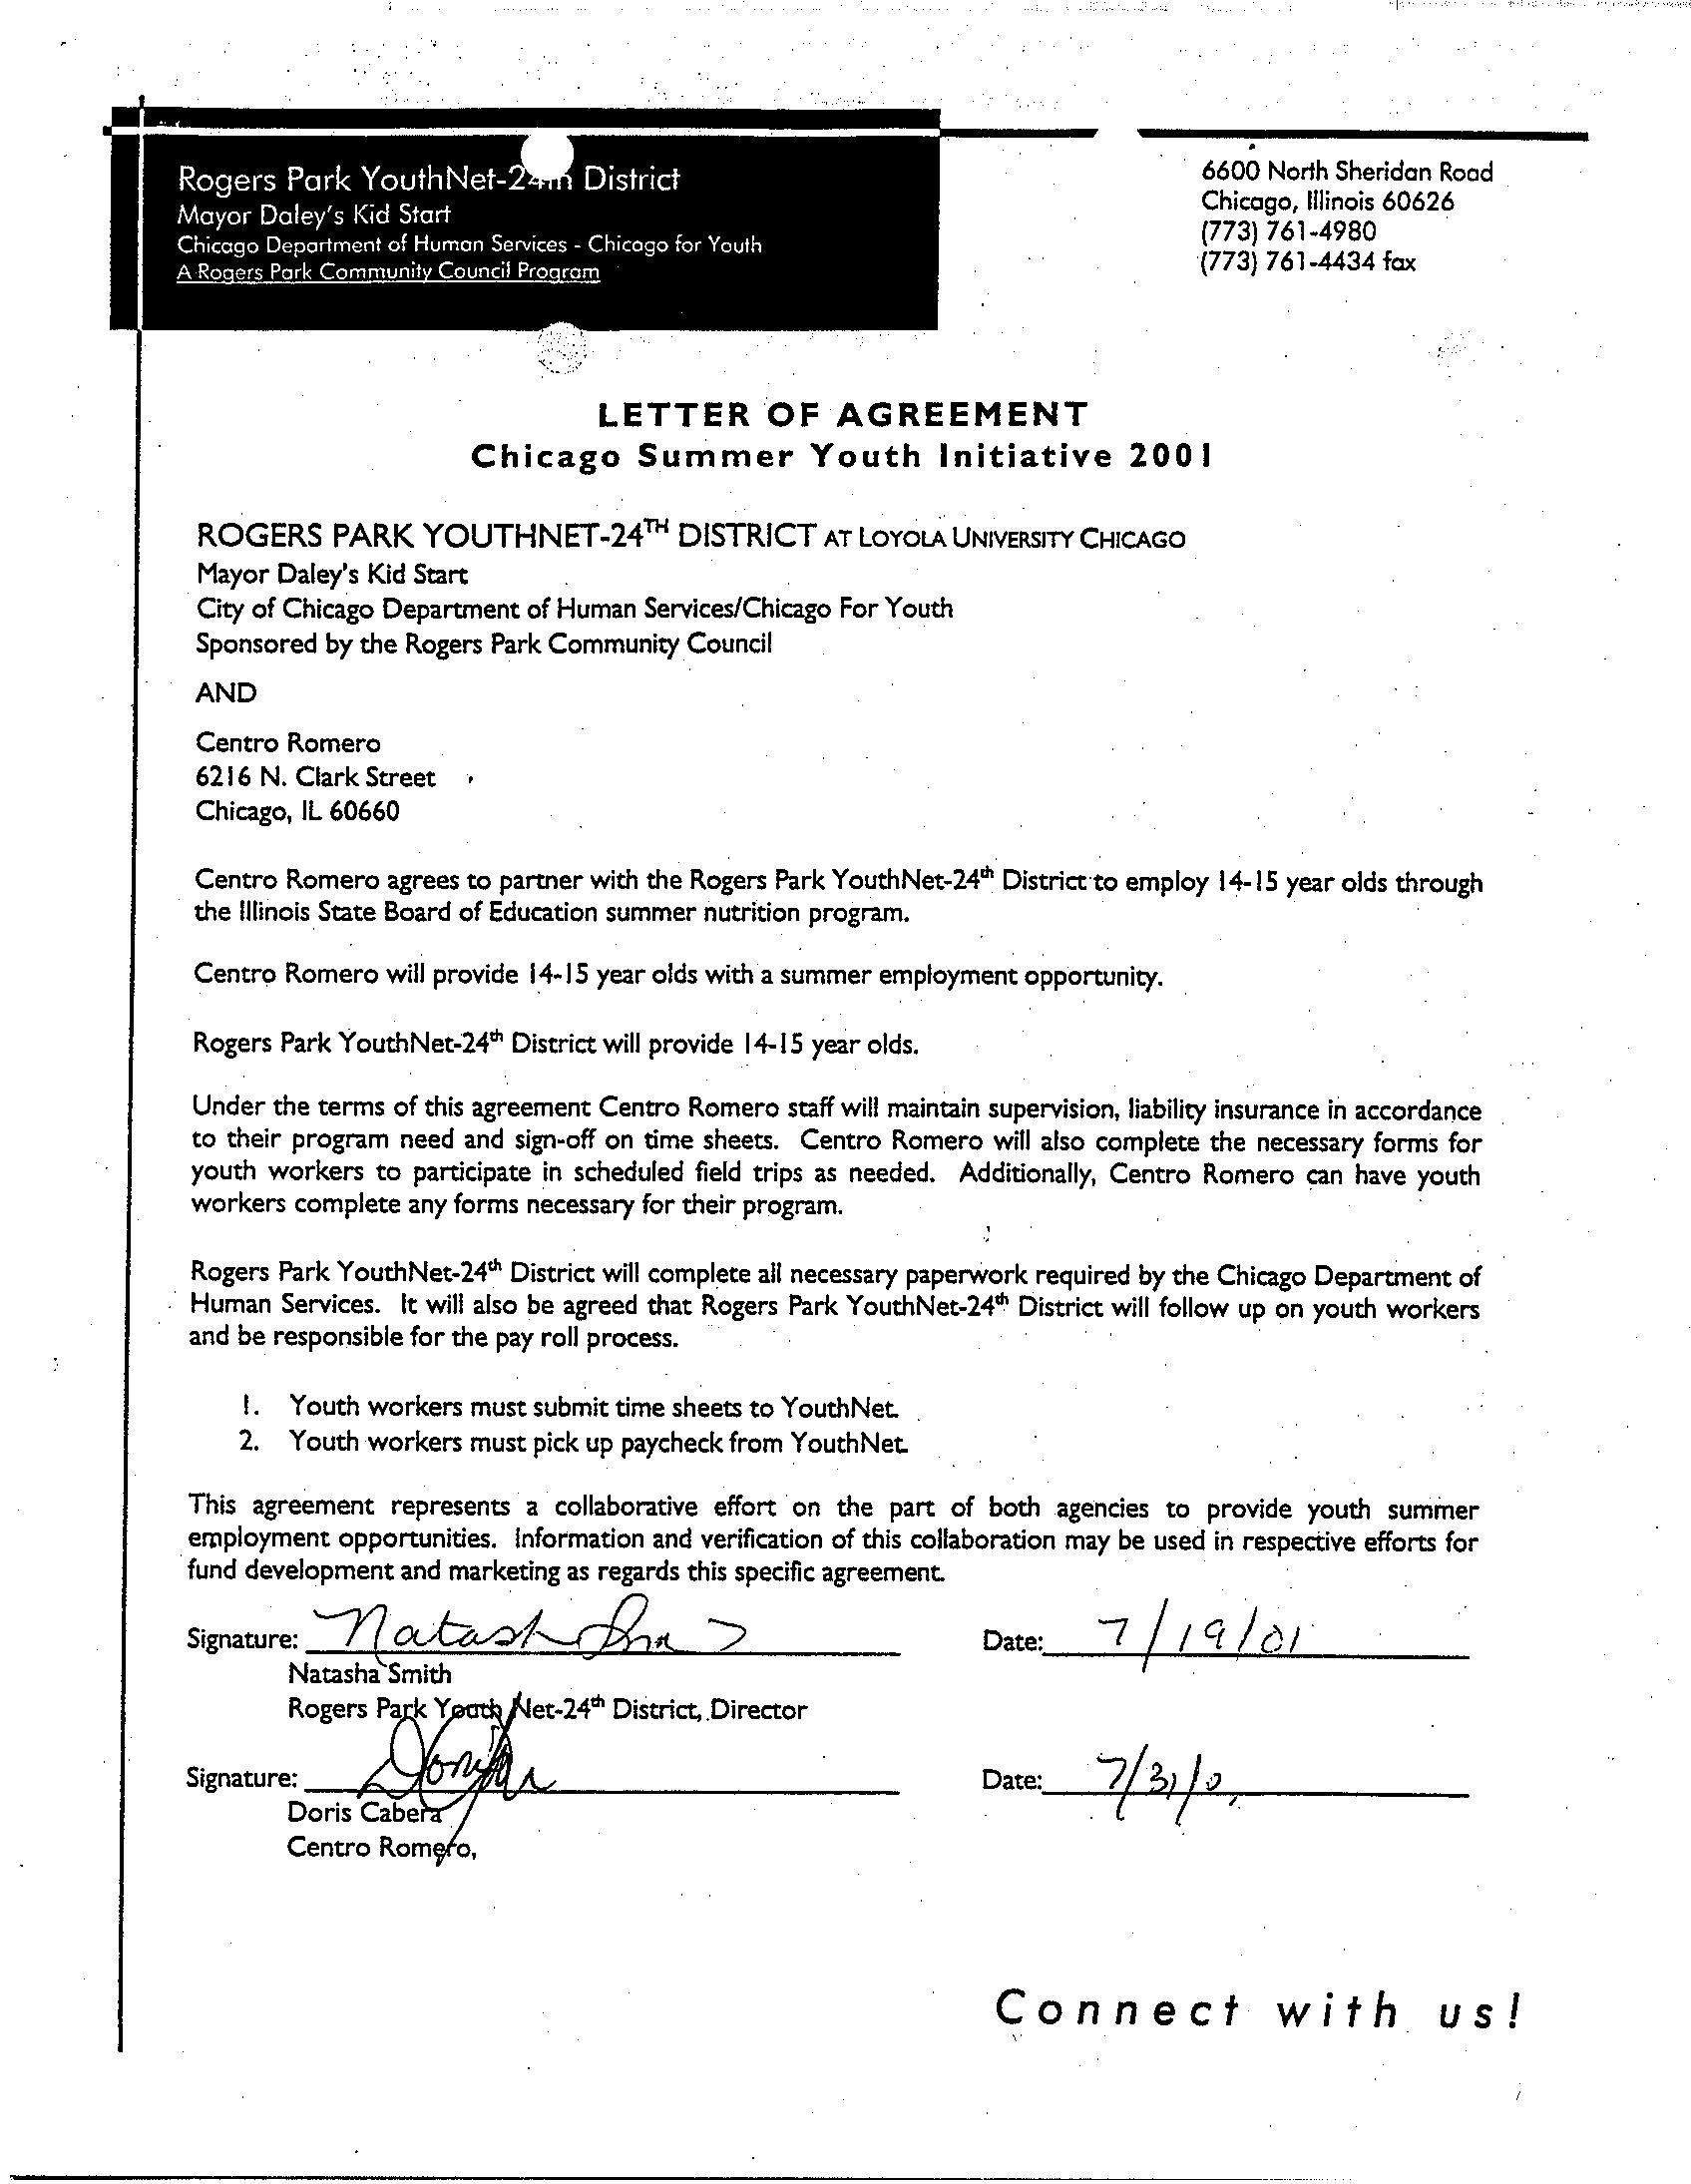 Rogers Park YouthNet-24th District
Mayor Daley's Kid Start
Chicago Department of Human Services - Chicago for Youth
A Rogers Park Community Council Program
6600 North Sheridan Road
Chicago, Illinois 60626
(773) 761-4980
(773) 761-4434 fax
LETTER OF AGREEMENT
Chicago Summer Youth Initiative 2001
ROGERS PARK YOUTHNET-24TH DISTRICT AT LOYOLA UNIVERSITY CHICAGO
Mayor Daley's Kid Start
City of Chicago Department of Human Services/Chicago For Youth
Sponsored by the Rogers Park Community Council
AND
Centro Romero
6216 N. Clark Street
Chicago, IL 60660
Centro Romero agrees to partner with the Rogers Park YouthNet-24th District to employ 14-15 year olds through
the Illinois State Board of Education summer nutrition program.
Centro Romero will provide 14-15 year olds with a summer employment opportunity.
Rogers Park YouthNet-24th District will provide 14-15 year olds.
Under the terms of this agreement Centro Romero staff will maintain supervision, liability insurance in accordance
to their program need and sign-off on time sheets. Centro Romero will also complete the necessary forms for
youth workers to participate in scheduled field trips as needed. Additionally, Centro Romero can have youth
workers complete any forms necessary for their program.
Rogers Park YouthNet-24th District will complete all necessary paperwork required by the Chicago Department of
Human Services. It will also be agreed that Rogers Park YouthNet-24th District will follow up on youth workers
and be responsible for the pay roll process.
1. Youth workers must submit time sheets to YouthNet.
2. Youth workers must pick up paycheck from YouthNet.
This agreement represents a collaborative effort on the part of both agencies to provide youth summer
employment opportunities. Information and verification of this collaboration may be used in respective efforts for
fund development and marketing as regards this specific agreement.
Signature: Natasha Date: 7/19/01
Natasha Smith
Rogers Park Youth Net-24th District, Director
Signature: Date: 7/31/01
Doris Cabera
Centro Romero,
Connect with us!